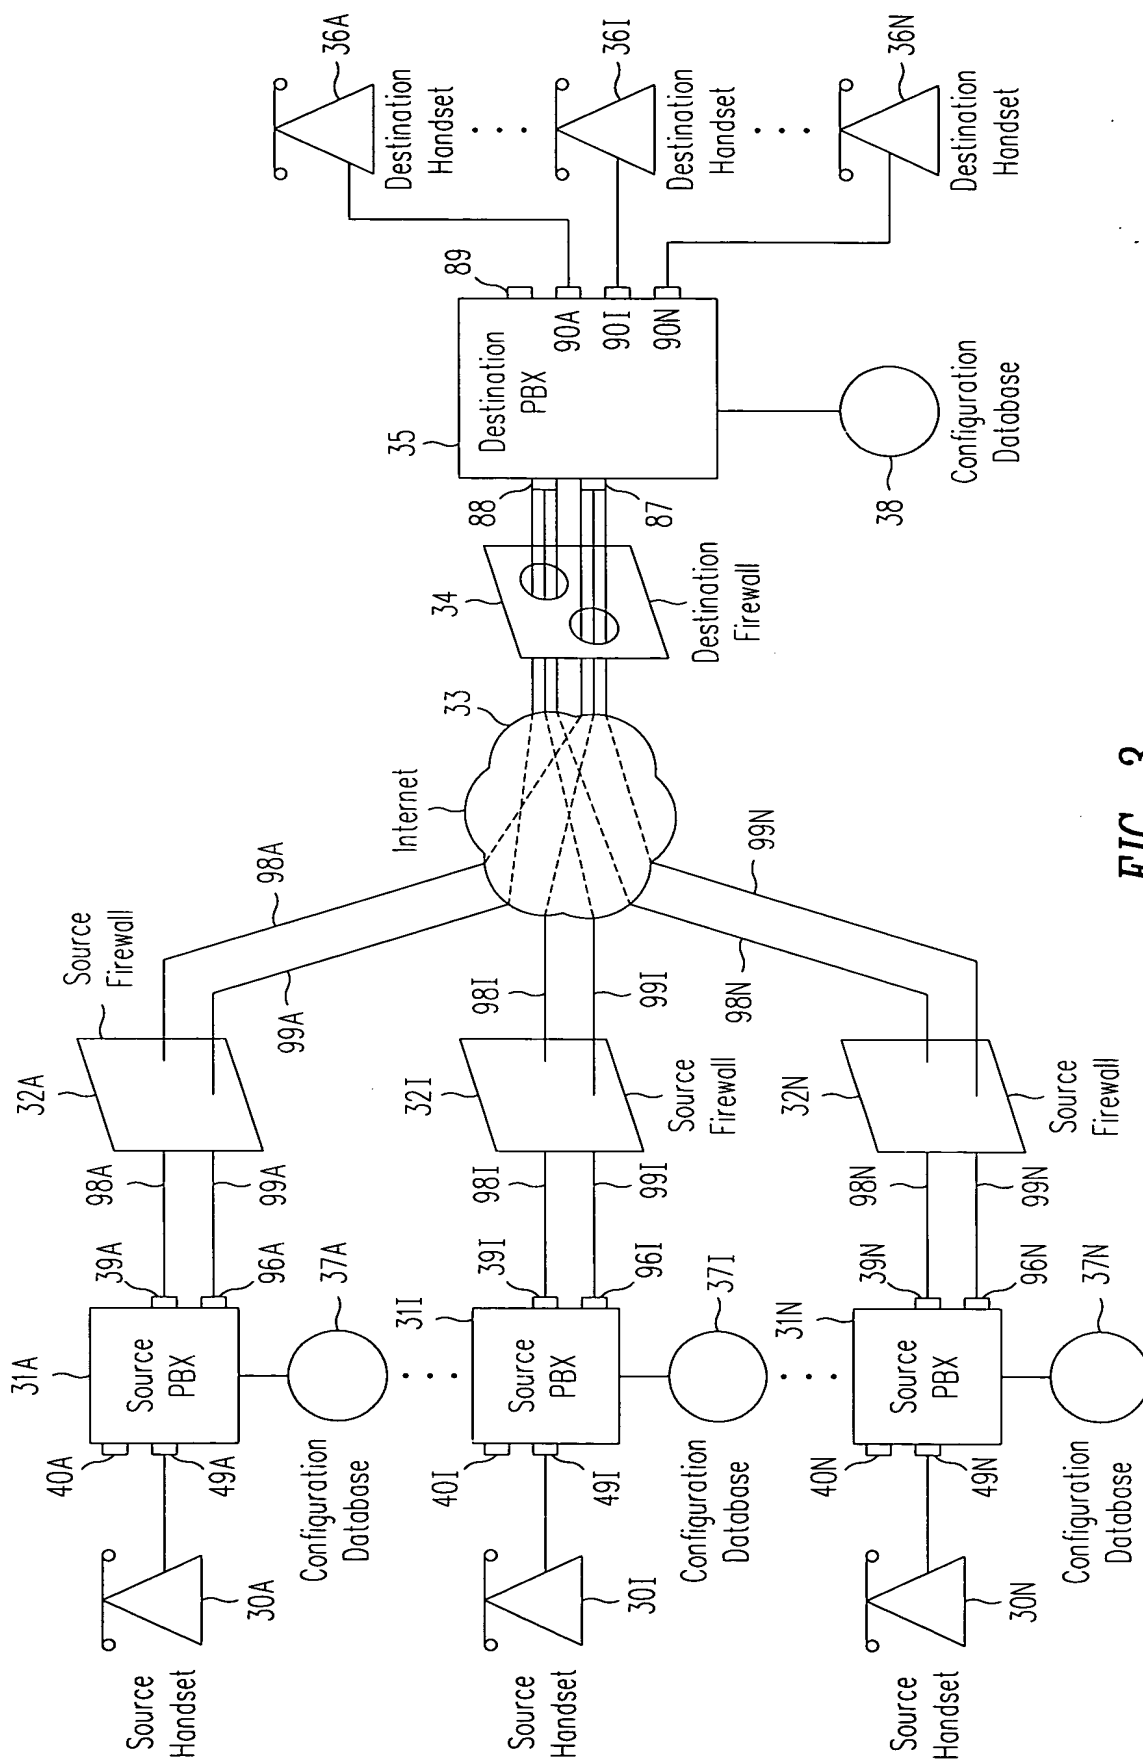 Source
Handset
30A
40A
49A
31A
Source
PBX
39A
96A
37A
Configuration
Database
98A
99A
32A
Source
Firewall
98A
99A
Source
Handset
30I
40I
49I
31I
Source
PBX
39I
96I
37I
Configuration
Database
98I
99I
32I
Source
Firewall
98I
99I
Source
Handset
30N
40N
49N
31N
Source
PBX
39N
96N
37N
Configuration
Database
98N
99N
32N
Source
Firewall
98N
99N
Internet
33
34
Destination
Firewall
88
87
35
Destination
PBX
89
90A
90I
90N
38
Configuration
Database
36A
Destination
Handset
36I
Destination
Handset
36N
Destination
Handset
FIG. 3